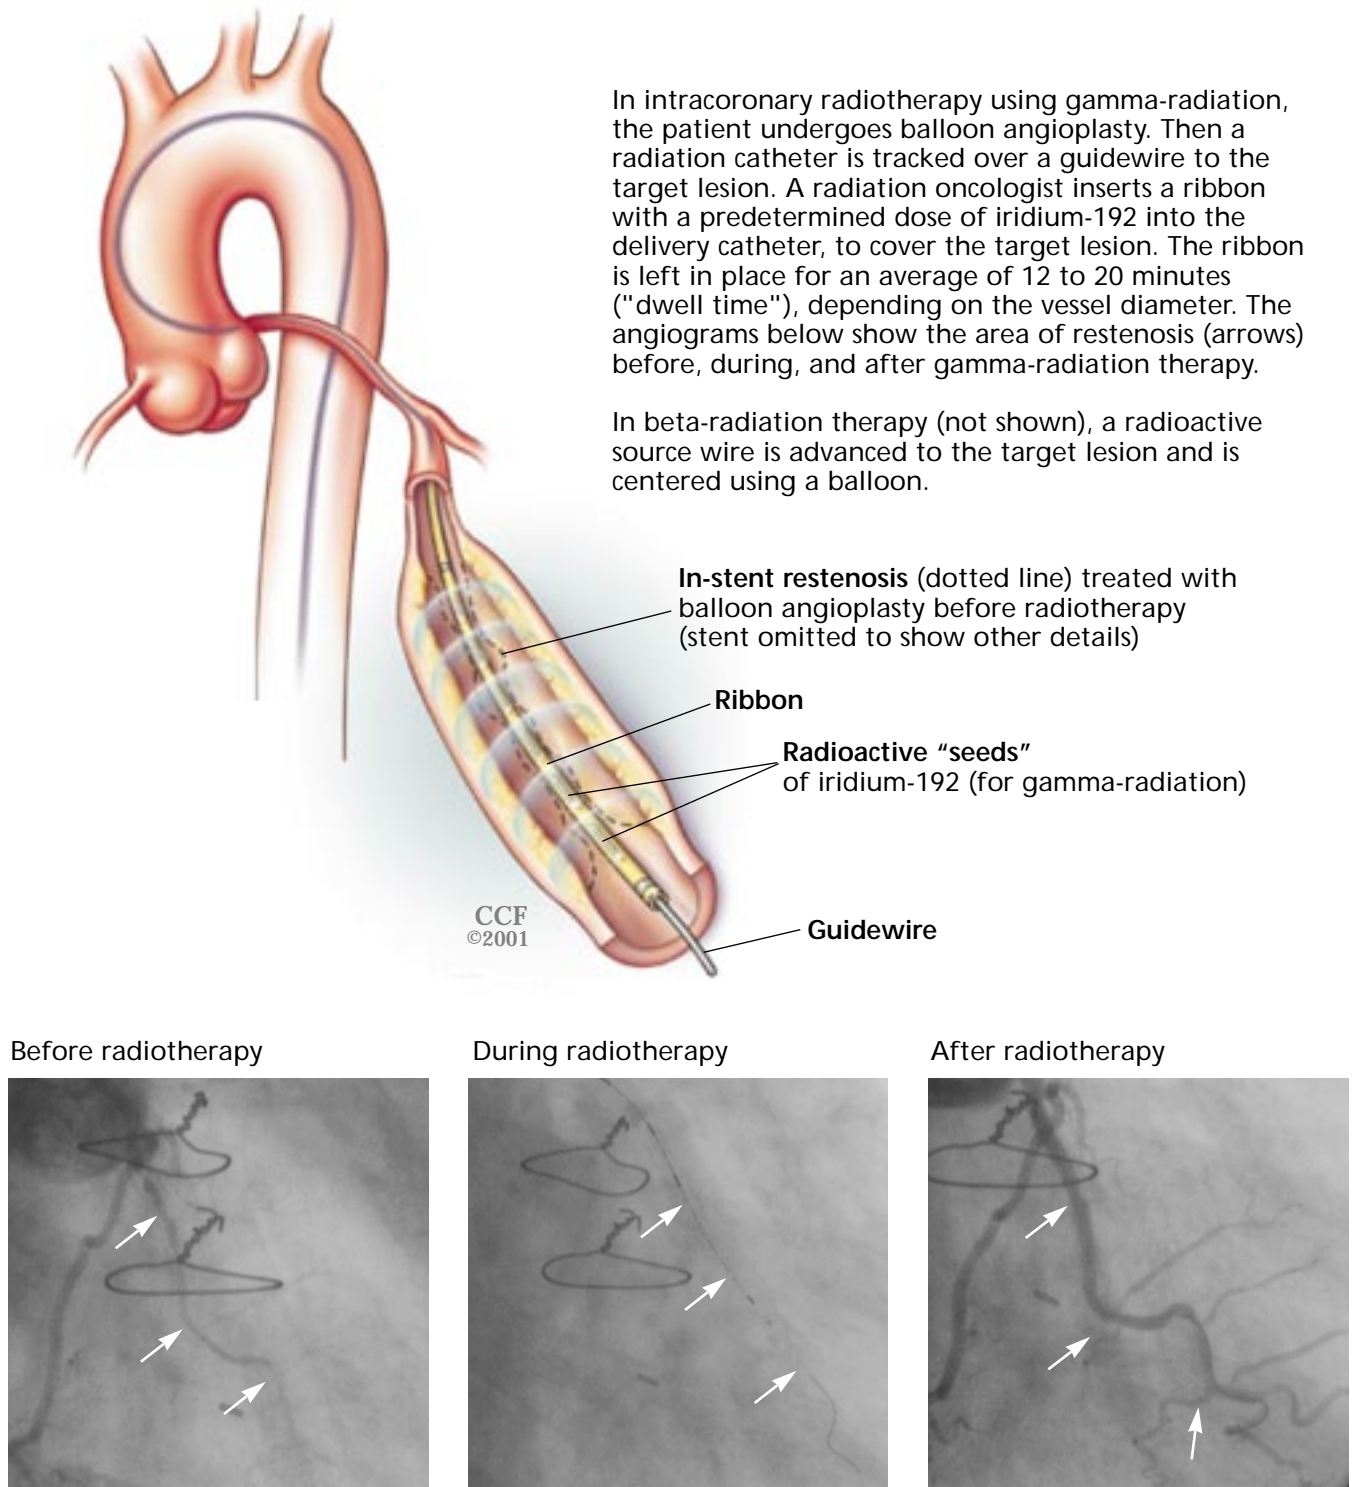 In intracoronary radiotherapy using gamma-radiation,
the patient undergoes balloon angioplasty. Then a
radiation catheter is tracked over a guidewire to the
target lesion. A radiation oncologist inserts a ribbon
with a predetermined dose of iridium-192 into the
delivery catheter, to cover the target lesion. The ribbon
is left in place for an average of 12 to 20 minutes
("dwell time"), depending on the vessel diameter. The
angiograms below show the area of restenosis (arrows)
before, during, and after gamma-radiation therapy.
In beta-radiation therapy (not shown), a radioactive
source wire is advanced to the target lesion and is
centered using a balloon.
In-stent restenosis (dotted line) treated with
balloon angioplasty before radiotherapy
(stent omitted to show other details)
Ribbon
Radioactive “seeds”
of iridium-192 (for gamma-radiation)
CCF
©2001
Guidewire
Before radiotherapy
During radiotherapy
After radiotherapy